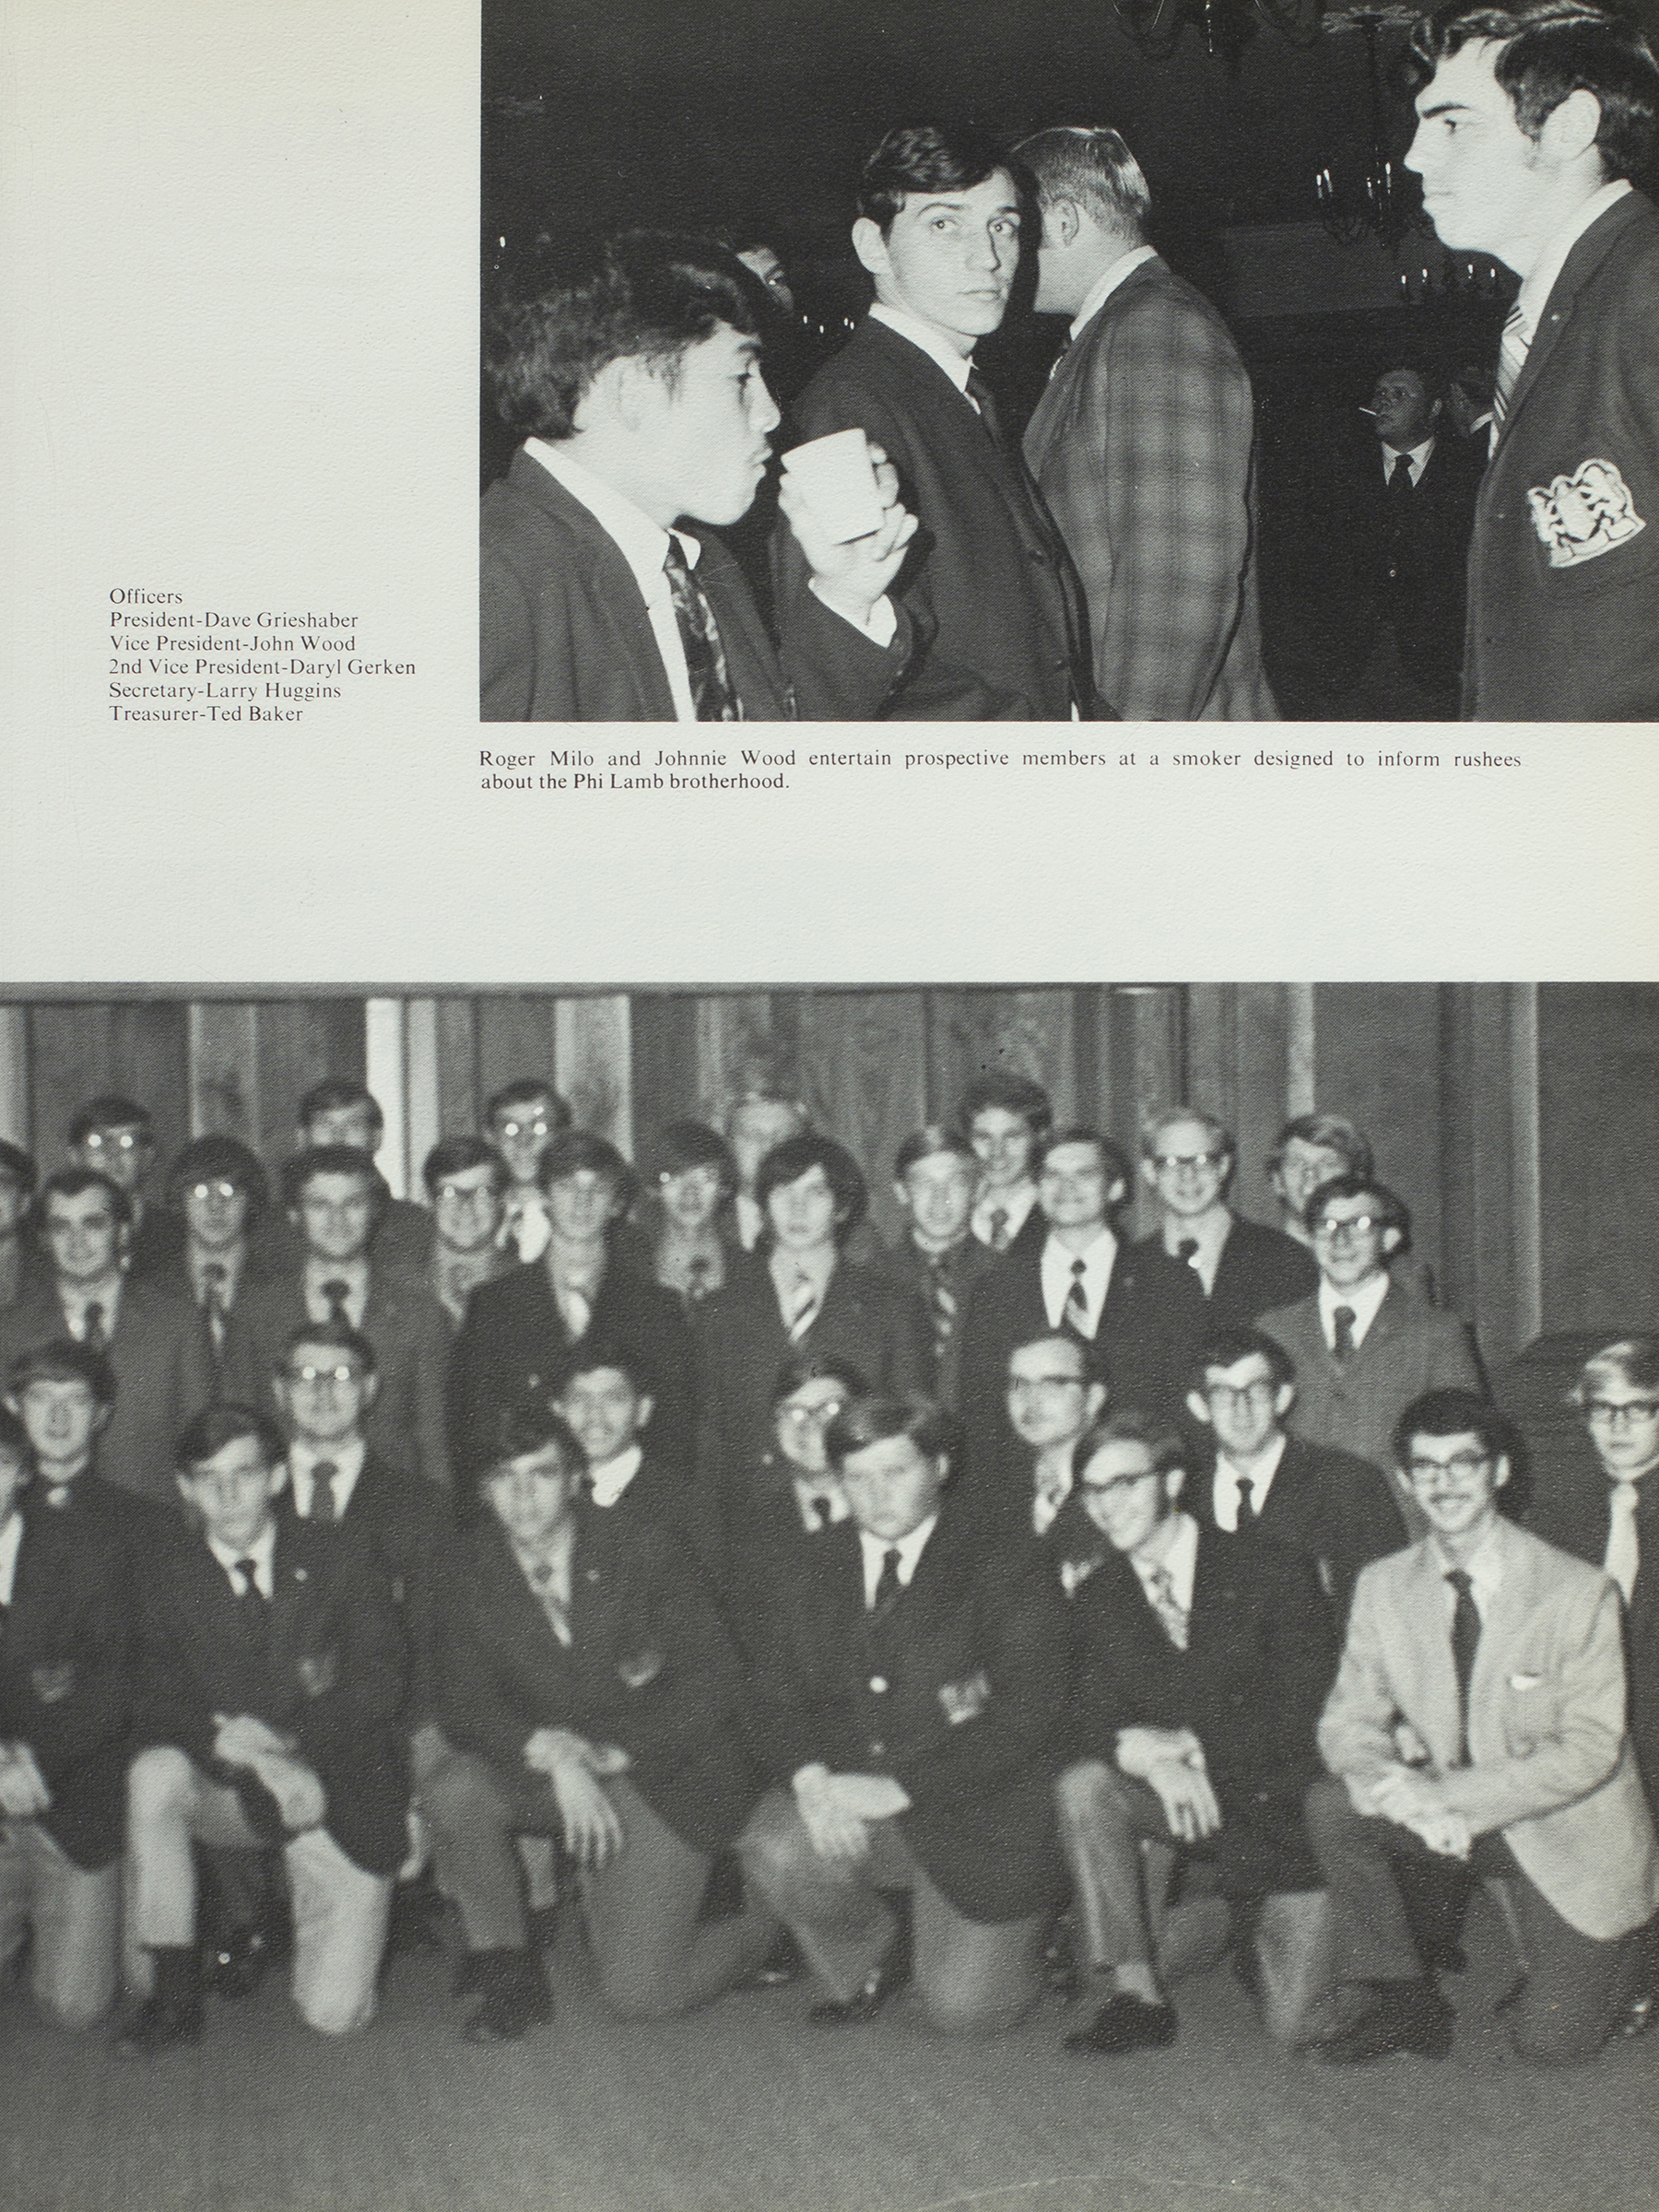 Officers
President-Dave Grieshaber
Vice President-John Wood
2nd Vice President-Daryl Gerken
Secretary-Larry Huggins
Treasurer-Ted Baker
Roger Milo and Johnnie Wood entertain prospective members at a smoker designed to inform rushees
about the Phi Lamb brotherhood.